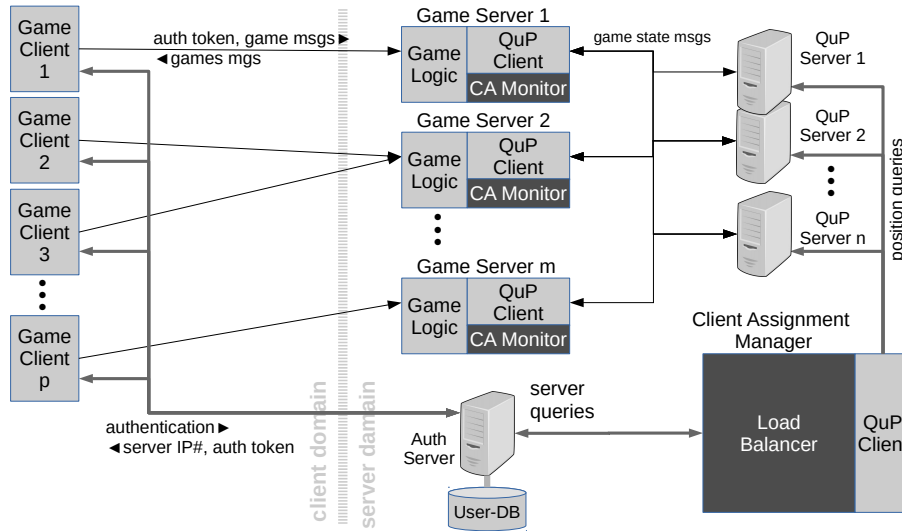 Game
Client
1
Game
Client
2
Game
Client
3
Game
Client
p
auth token, game msgs ►
◄ games mgs
Game Server 1
Game
Logic
QuP
Client
CA Monitor
Game Server 2
Game
Logic
QuP
Client
CA Monitor
Game Server m
Game
Logic
QuP
Client
CA Monitor
game state msgs
QuP
Server 1
QuP
Server 2
QuP
Server n
position queries
Client Assignment
Manager
Load
Balancer
QuP
Client
server
queries
Auth
Server
User-DB
authentication ►
◄ server IP#, auth token
client domain
server damain